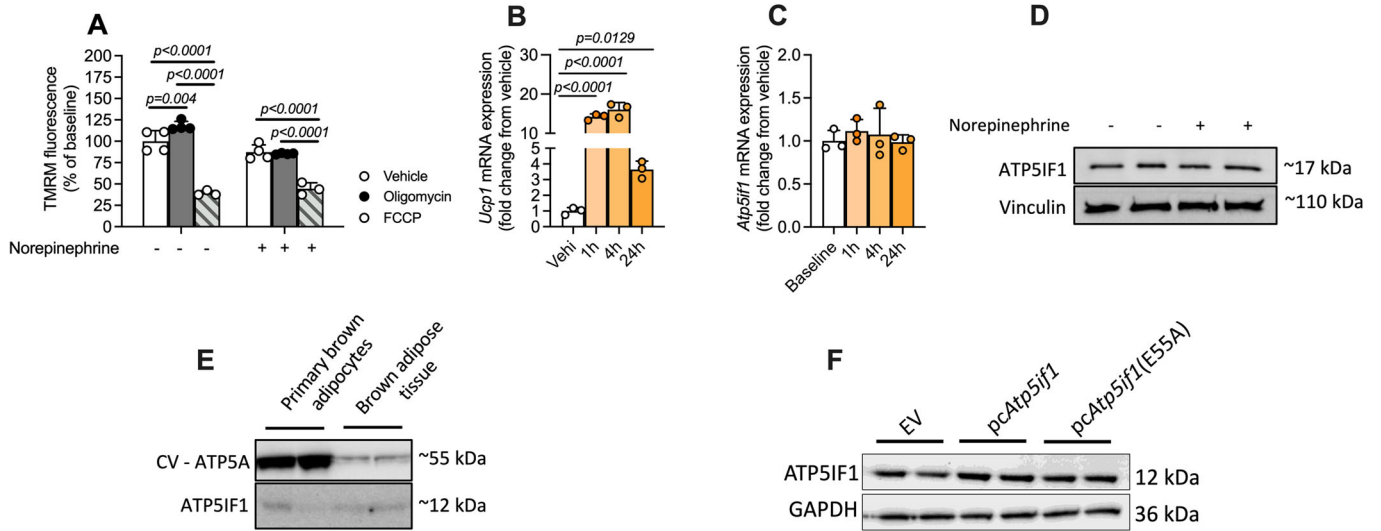 A
TMRM fluorescence
(% of baseline)
200
175
150
125
100
75
50
25
0
p<0.0001
p<0.0001
p=0.004
p<0.0001
p<0.0001
Vehicle
Oligomycin
FCCP
Norepinephrine - - - + + +
B
Ucp1 mRNA expression
(fold change from vehicle)
30
20
10
5
4
3
2
1
0
p=0.0129
p<0.0001
p<0.0001
Vehi 1h 4h 24h
C
Atp5if1 mRNA expression
(fold change from vehicle)
2.0
1.5
1.0
0.5
0.0
Baseline 1h 4h 24h
D
Norepinephrine - - + +
ATP5IF1 ~17 kDa
Vinculin ~110 kDa
E
Primary brown
adipocytes
Brown adipose
tissue
CV - ATP5A ~55 kDa
ATP5IF1 ~12 kDa
F
EV pcAtp5if1 pcAtp5if1(E55A)
ATP5IF1 12 kDa
GAPDH 36 kDa